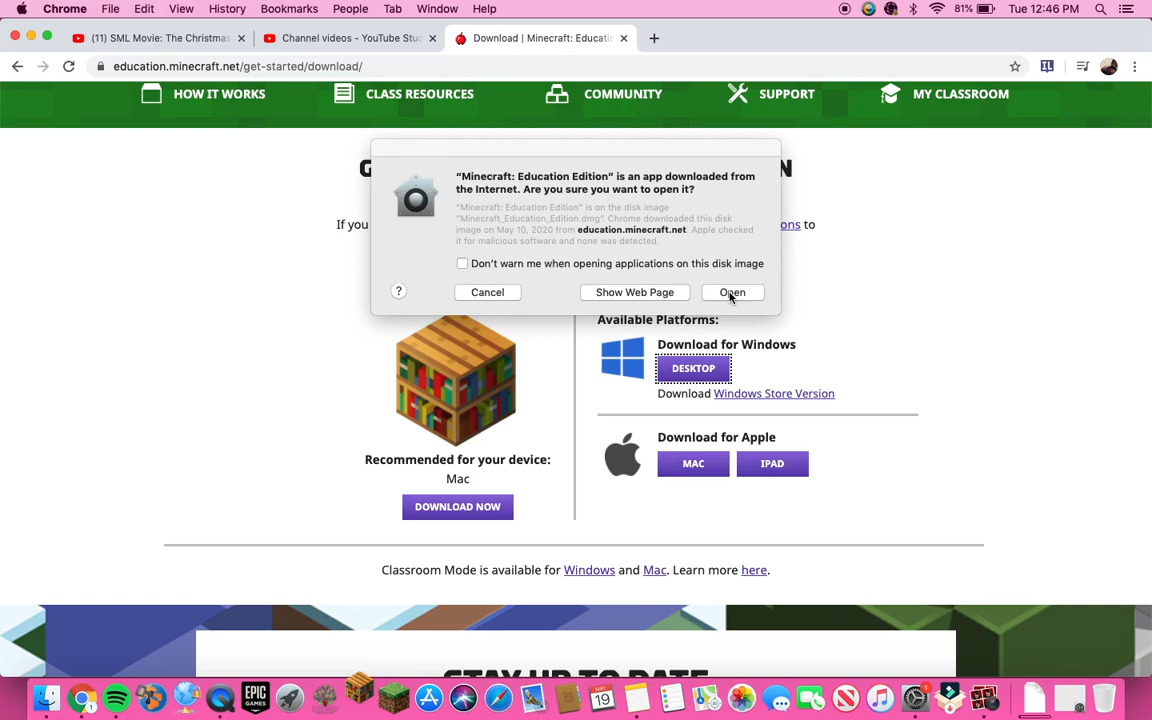 Chrome File Edit View History Bookmarks People Tab Window Help 81% Tue 12:46 PM
(11) SML Movie: The Christmas
Channel videos - YouTube Stu
Download | Minecraft: Educatio
education.minecraft.net/get-started/download/
HOW IT WORKS CLASS RESOURCES COMMUNITY SUPPORT MY CLASSROOM
G N
If you ons to
“Minecraft: Education Edition” is an app downloaded from
the Internet. Are you sure you want to open it?
“Minecraft: Education Edition” is on the disk image
“Minecraft_Education_Edition.dmg”. Chrome downloaded this disk
image on May 10, 2020 from education.minecraft.net. Apple checked
it for malicious software and none was detected.
Don’t warn me when opening applications on this disk image
? Cancel Show Web Page Open
Available Platforms:
Download for Windows
DESKTOP
Download Windows Store Version
Download for Apple
MAC IPAD
Recommended for your device:
Mac
DOWNLOAD NOW
Classroom Mode is available for Windows and Mac. Learn more here.
STAY UP TO DATE
EPIC
GAMES
MAY
19